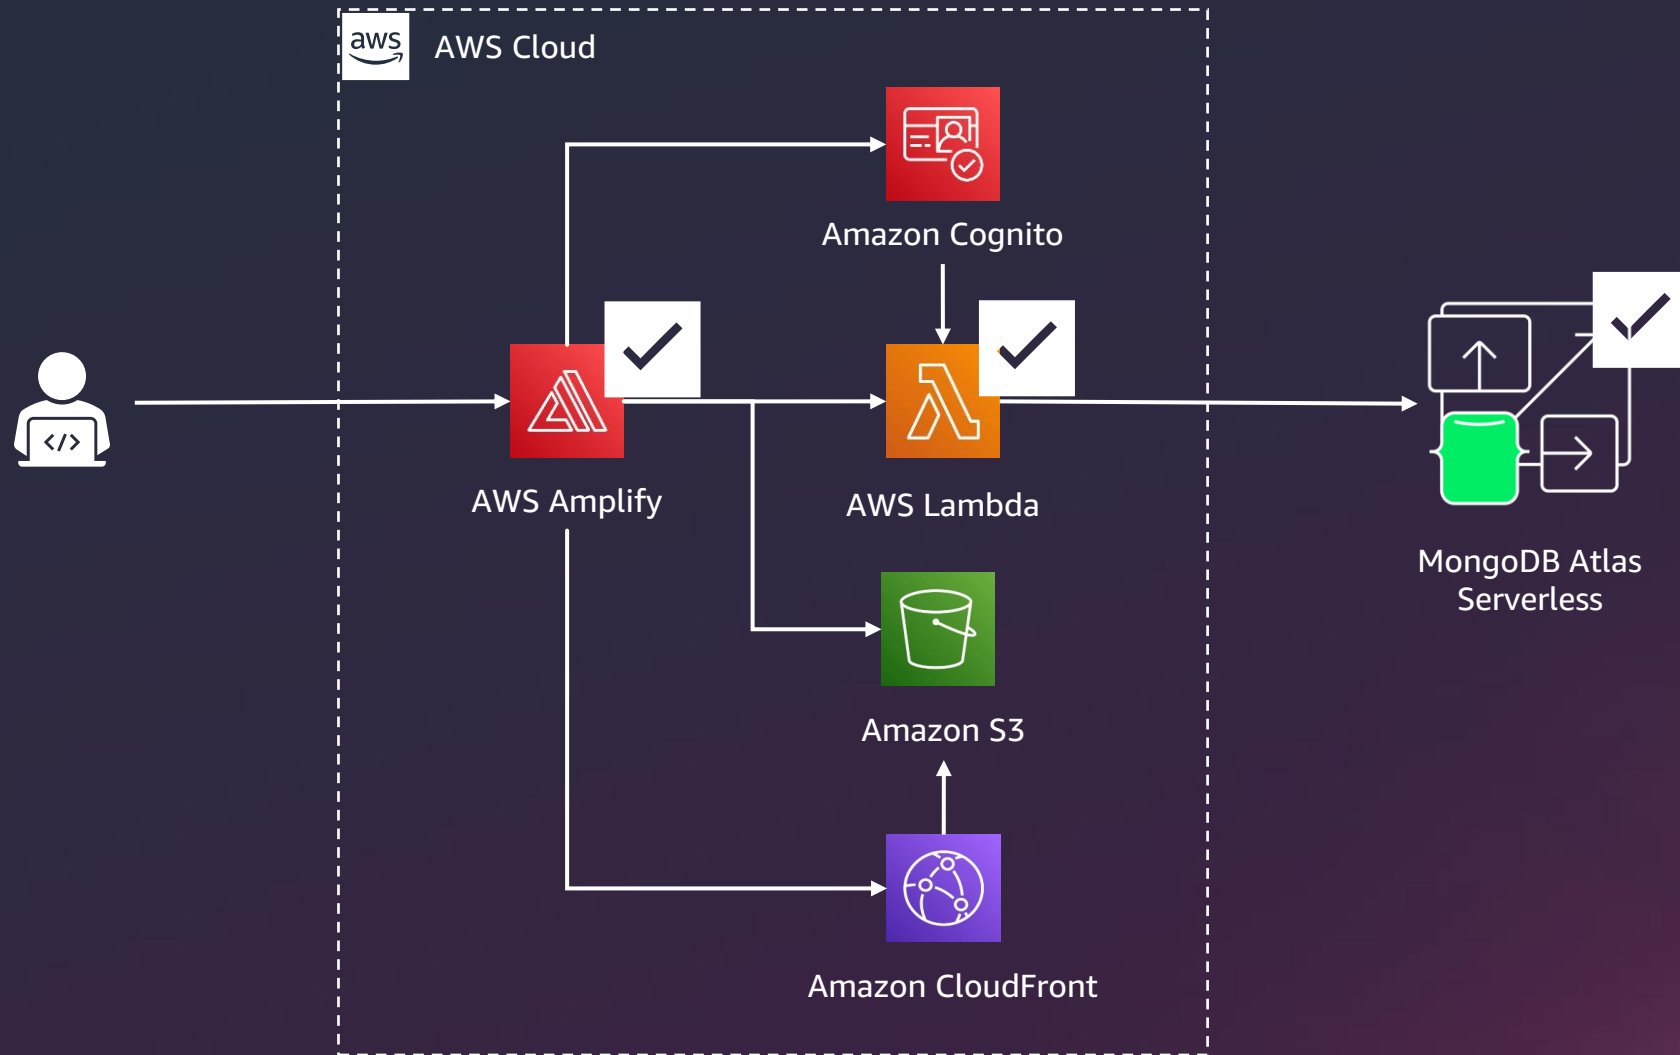 aws
AWS Cloud
Amazon Cognito
</>
AWS Amplify
AWS Lambda
MongoDB Atlas
Serverless
Amazon S3
Amazon CloudFront